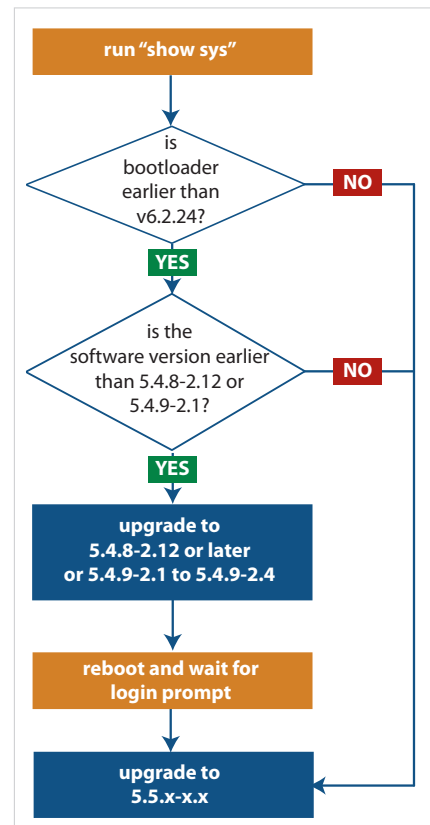 run “show sys”
is
bootloader
earlier than
v6.2.24?
NO
YES
is the
software version earlier
than 5.4.8-2.12 or
5.4.9-2.1?
NO
YES
upgrade to
5.4.8-2.12 or later
or 5.4.9-2.1 to 5.4.9-2.4
reboot and wait for
login prompt
upgrade to
5.5.x-x.x